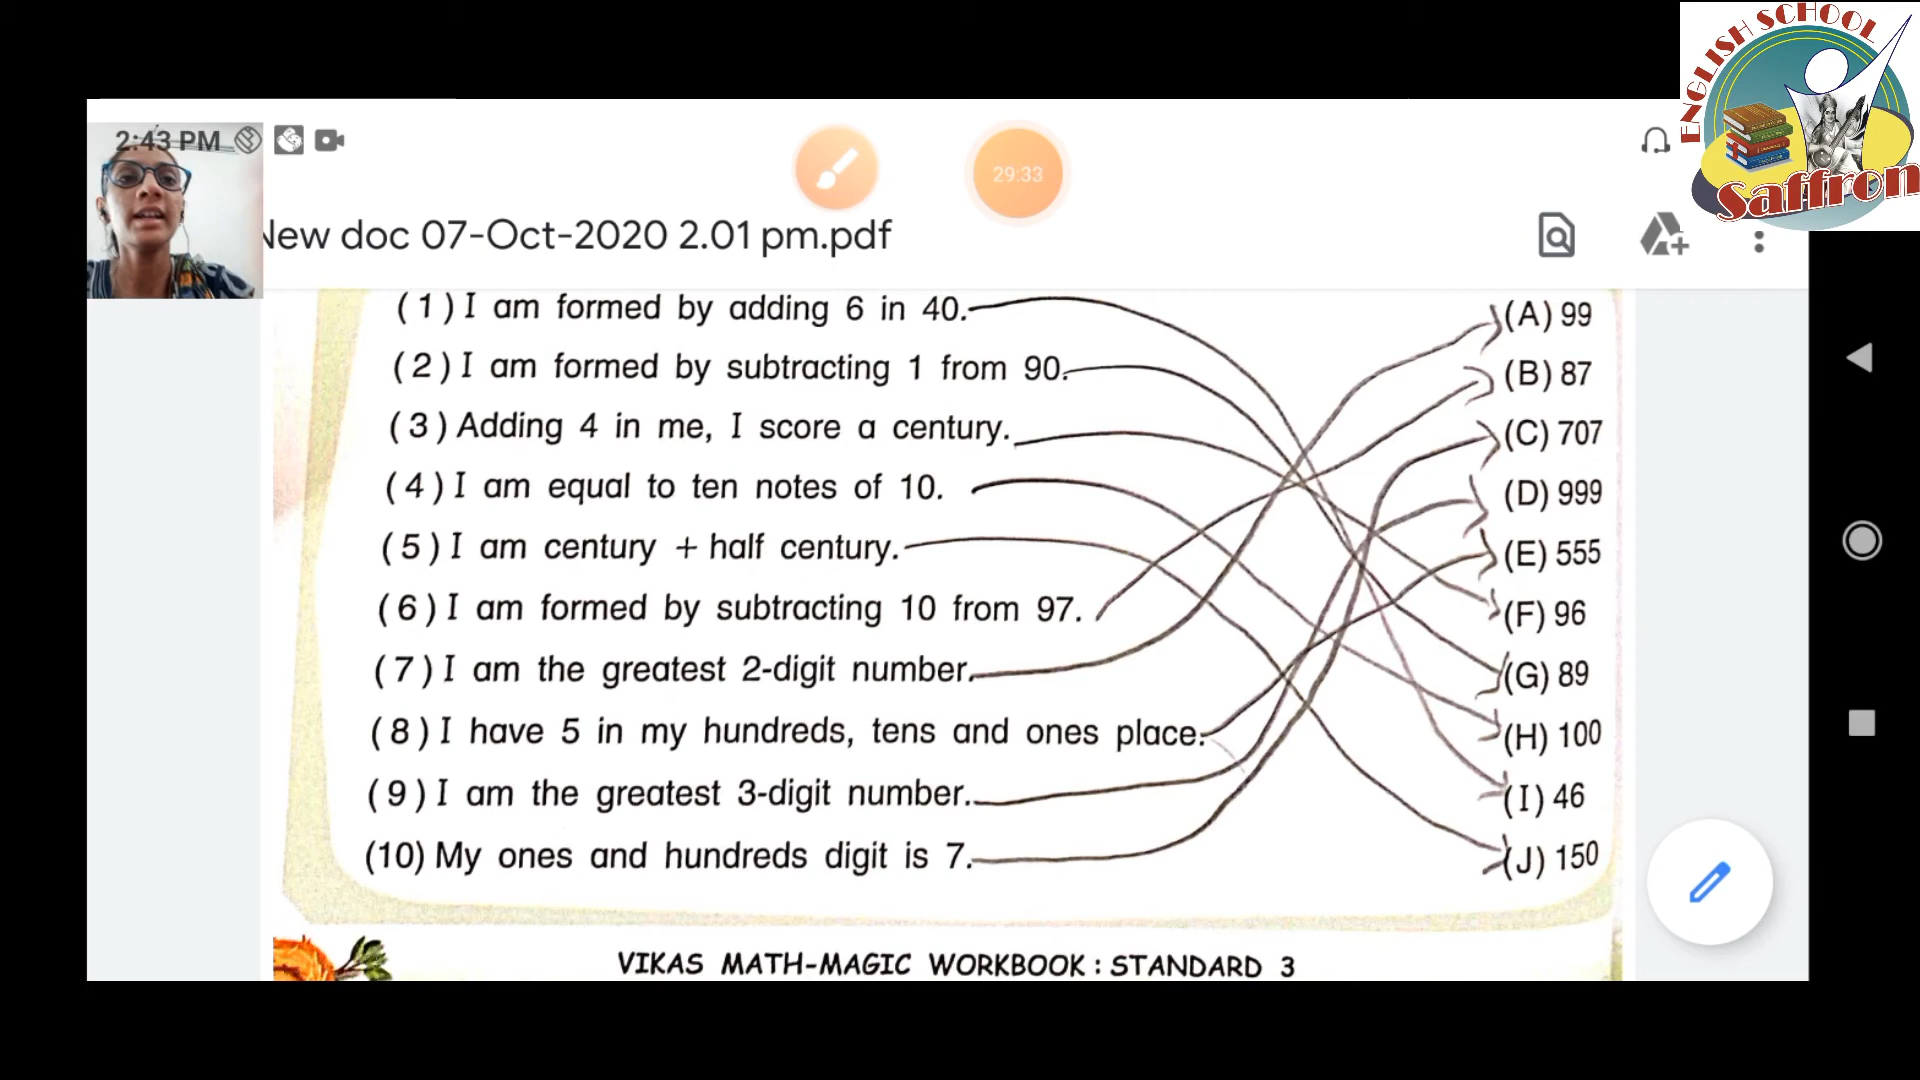 ENGLISH SCHOOL
Saffron
2:43 PM
29:33
New doc 07-Oct-2020 2.01 pm.pdf
(1) I am formed by adding 6 in 40.
(A) 99
(2) I am formed by subtracting 1 from 90.
(B) 87
(3) Adding 4 in me, I score a century.
(C) 707
(4) I am equal to ten notes of 10.
(D) 999
(5) I am century + half century.
(E) 555
(6) I am formed by subtracting 10 from 97.
(F) 96
(7) I am the greatest 2-digit number.
(G) 89
(8) I have 5 in my hundreds, tens and ones place.
(H) 100
(9) I am the greatest 3-digit number.
(I) 46
(10) My ones and hundreds digit is 7.
(J) 150
VIKAS MATH-MAGIC WORKBOOK : STANDARD 3